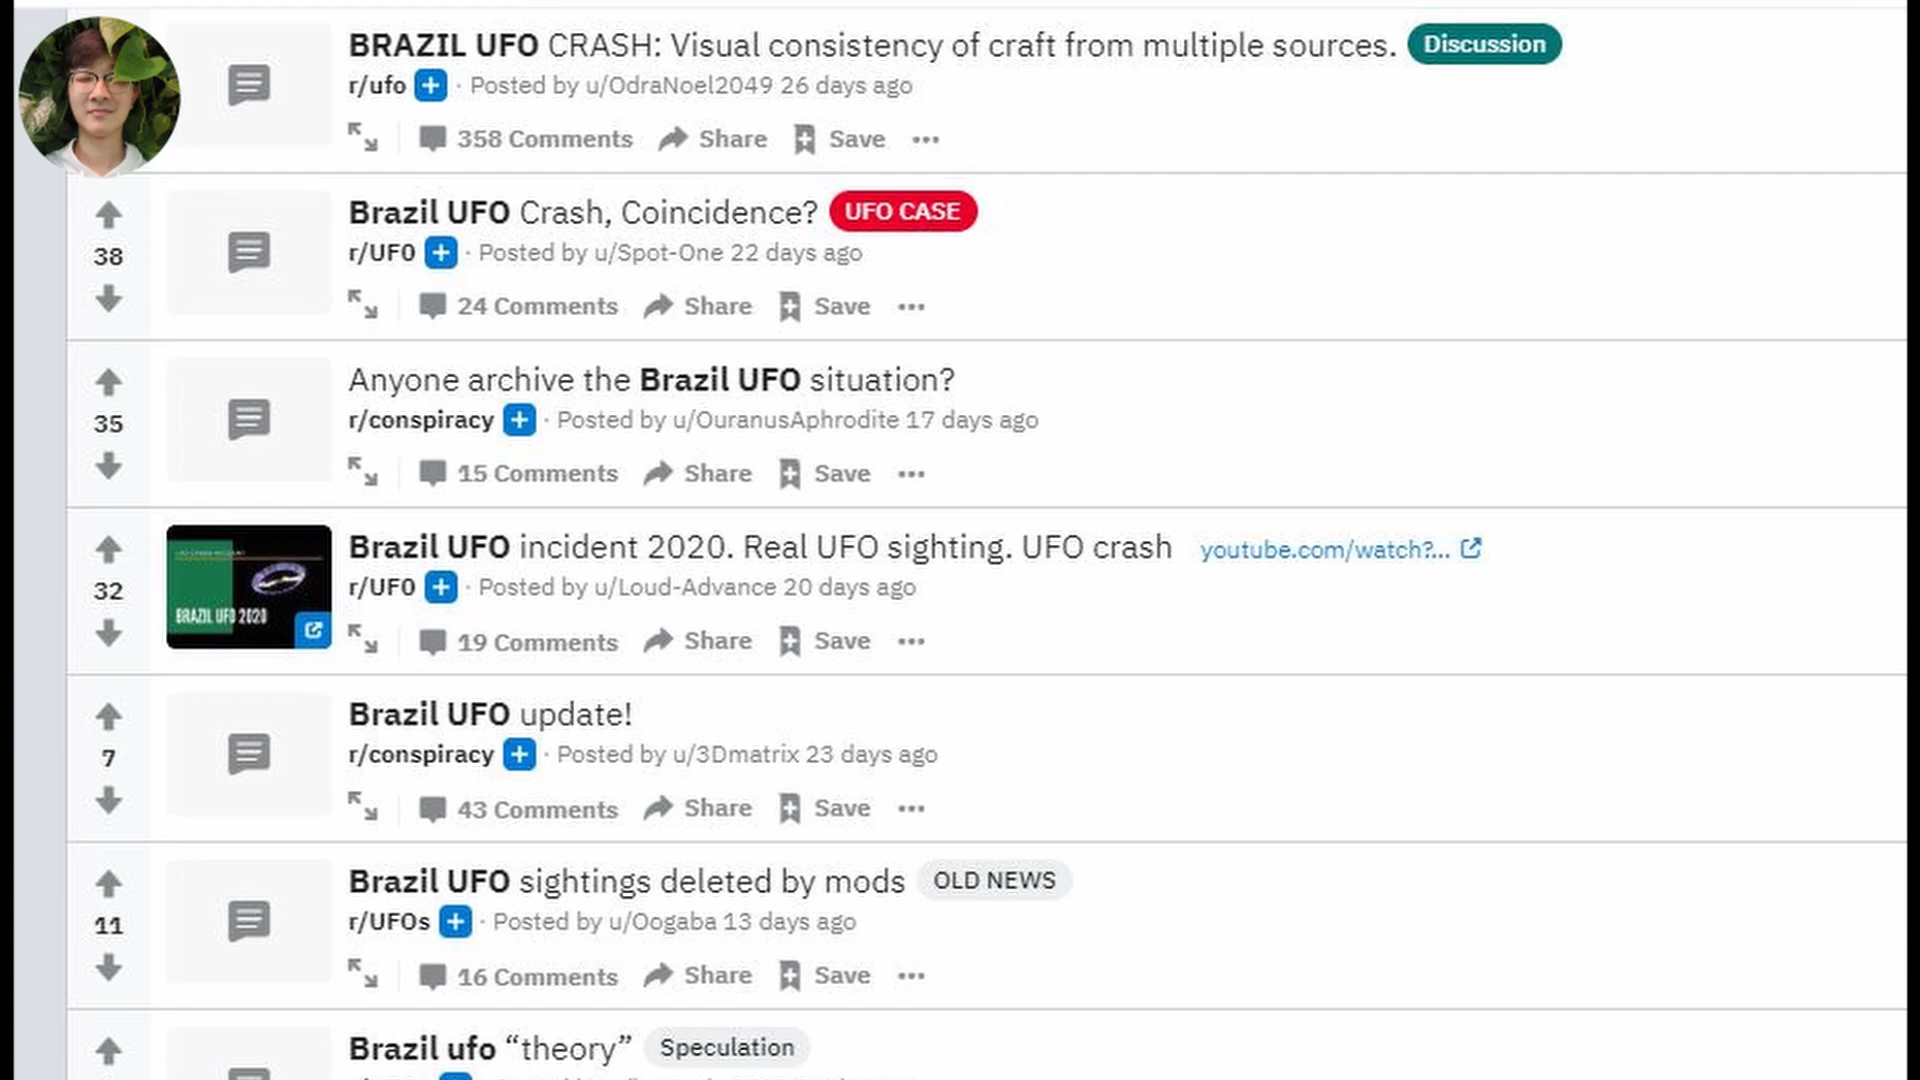 BRAZIL UFO CRASH: Visual consistency of craft from multiple sources. Discussion
r/ufo · Posted by u/OdraNoel2049 26 days ago
358 Comments Share Save
Brazil UFO Crash, Coincidence? UFO CASE
38
r/UFO · Posted by u/Spot-One 22 days ago
24 Comments Share Save
Anyone archive the Brazil UFO situation?
35
r/conspiracy · Posted by u/OuranusAphrodite 17 days ago
15 Comments Share Save
Brazil UFO incident 2020. Real UFO sighting. UFO crash youtube.com/watch?...
32
r/UFO · Posted by u/Loud-Advance 20 days ago
BRAZIL UFO 2020
19 Comments Share Save
Brazil UFO update!
7
r/conspiracy · Posted by u/3Dmatrix 23 days ago
43 Comments Share Save
Brazil UFO sightings deleted by mods OLD NEWS
11
r/UFOs · Posted by u/Oogaba 13 days ago
16 Comments Share Save
Brazil ufo “theory” Speculation